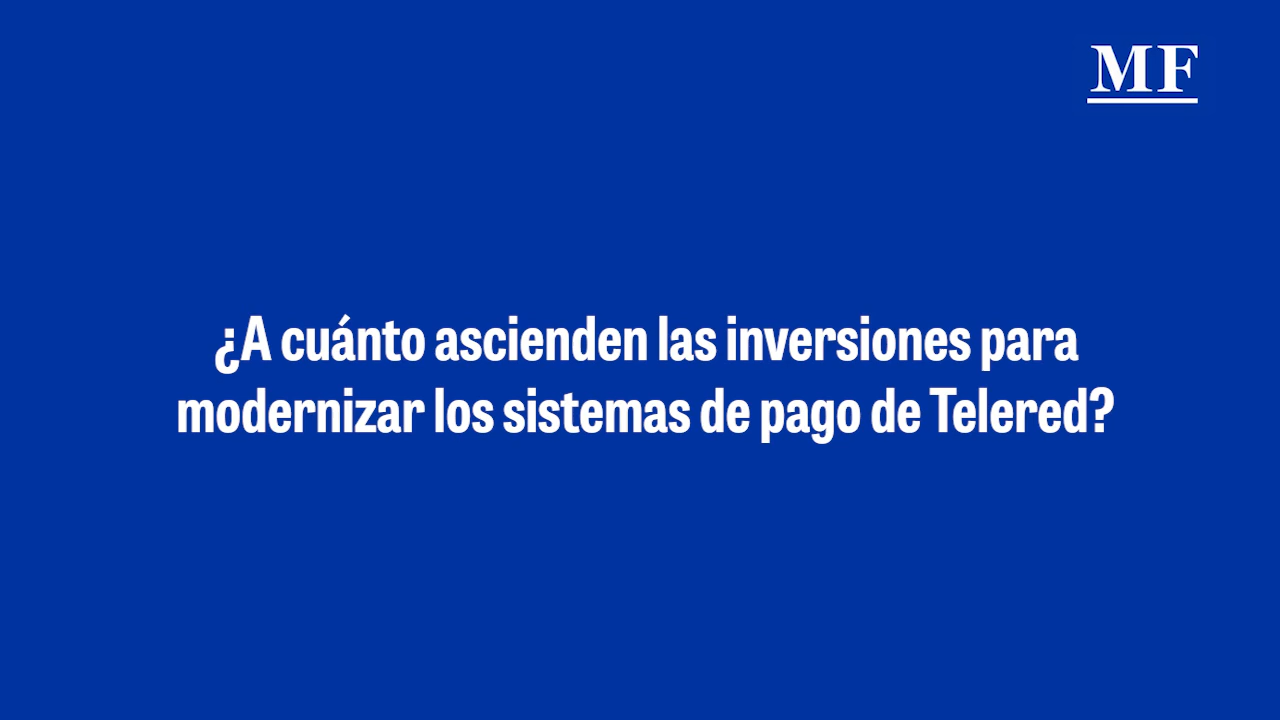 MF
¿A cuánto ascienden las inversiones para
modernizar los sistemas de pago de Telered?